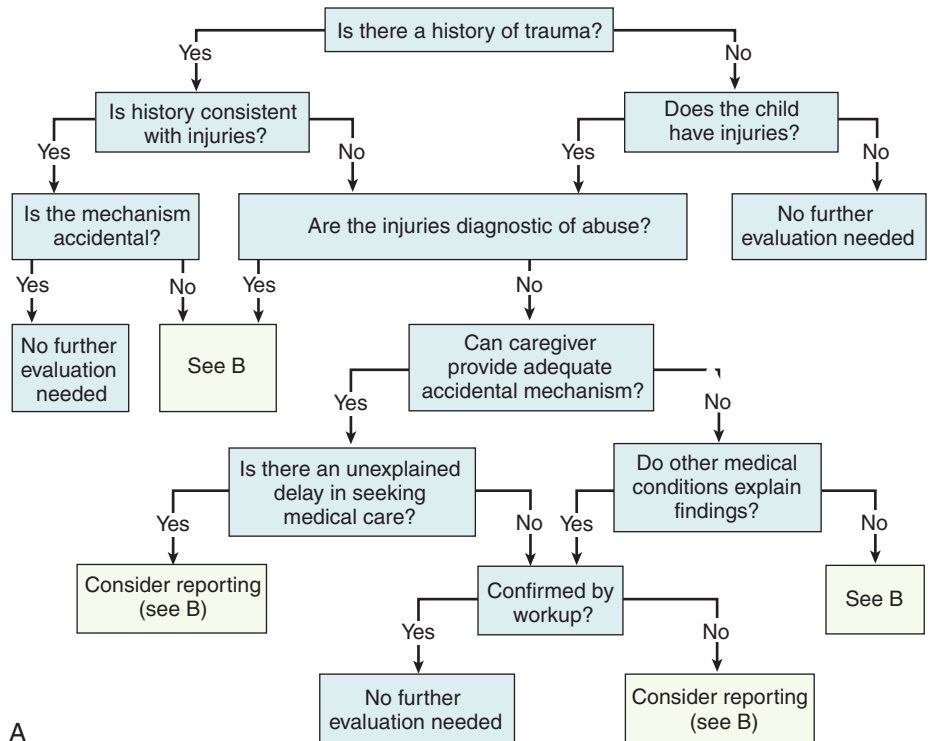 Is there a history of trauma?
Yes
No
Is history consistent
with injuries?
Does the child
have injuries?
Yes
No
Yes
No
Is the mechanism
accidental?
Are the injuries diagnostic of abuse?
No further
evaluation needed
Yes
No
Yes
No
No further
evaluation
needed
See B
Can caregiver
provide adequate
accidental mechanism?
Yes
No
Is there an unexplained
delay in seeking
medical care?
Do other medical
conditions explain
findings?
Yes
No
Yes
No
Consider reporting
(see B)
Confirmed by
workup?
See B
Yes
No
No further
evaluation needed
Consider reporting
(see B)
A